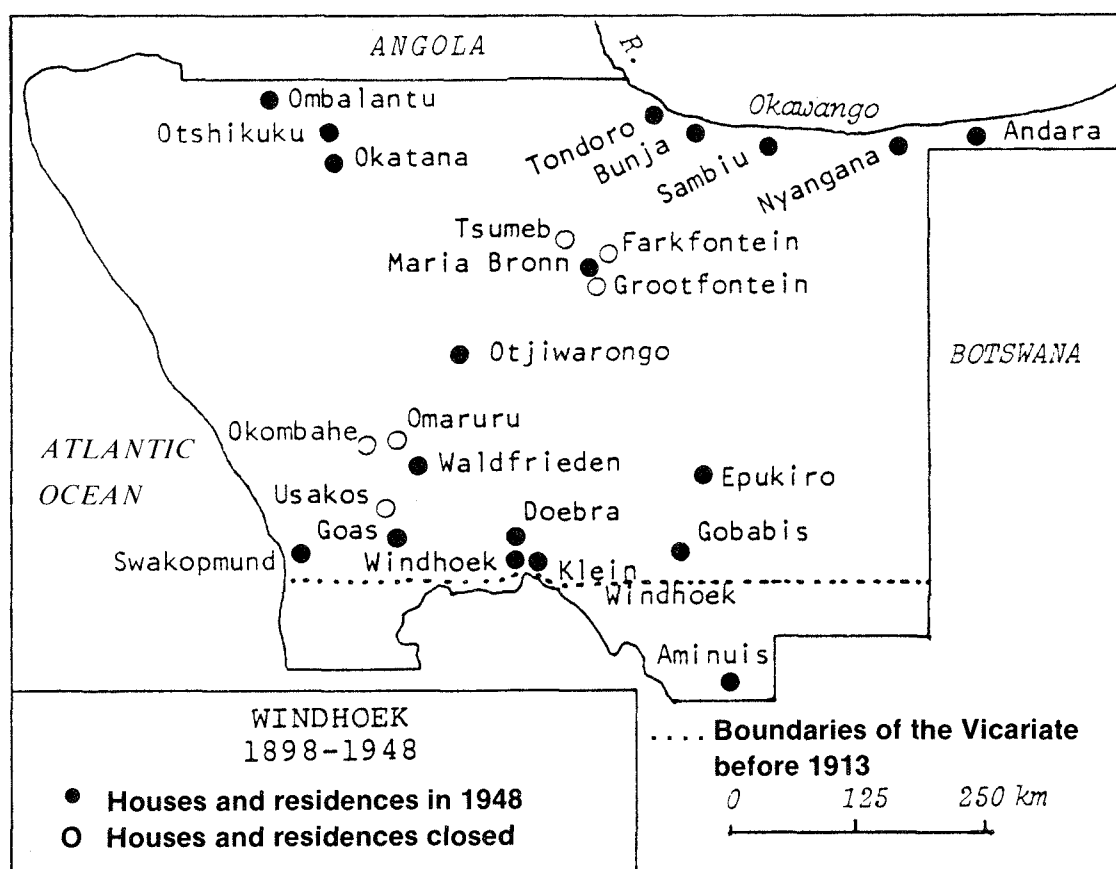 ANGOLA
R.
Okawango
Ombalantu
Otshikuku
Okatana
Tondoro
Bunja
Sambiu
Nyangana
Andara
Tsumeb
Farkfontein
Maria Bronn
Grootfontein
Otjiwarongo
BOTSWANA
ATLANTIC
OCEAN
Okombahe
Omaruru
Waldfrieden
Epukiro
Usakos
Goas
Doebra
Gobabis
Swakopmund
Windhoek
Klein
Windhoek
Aminuis
WINDHOEK
1898-1948
● Houses and residences in 1948
O Houses and residences closed
.... Boundaries of the Vicariate
before 1913
0 125 250 km